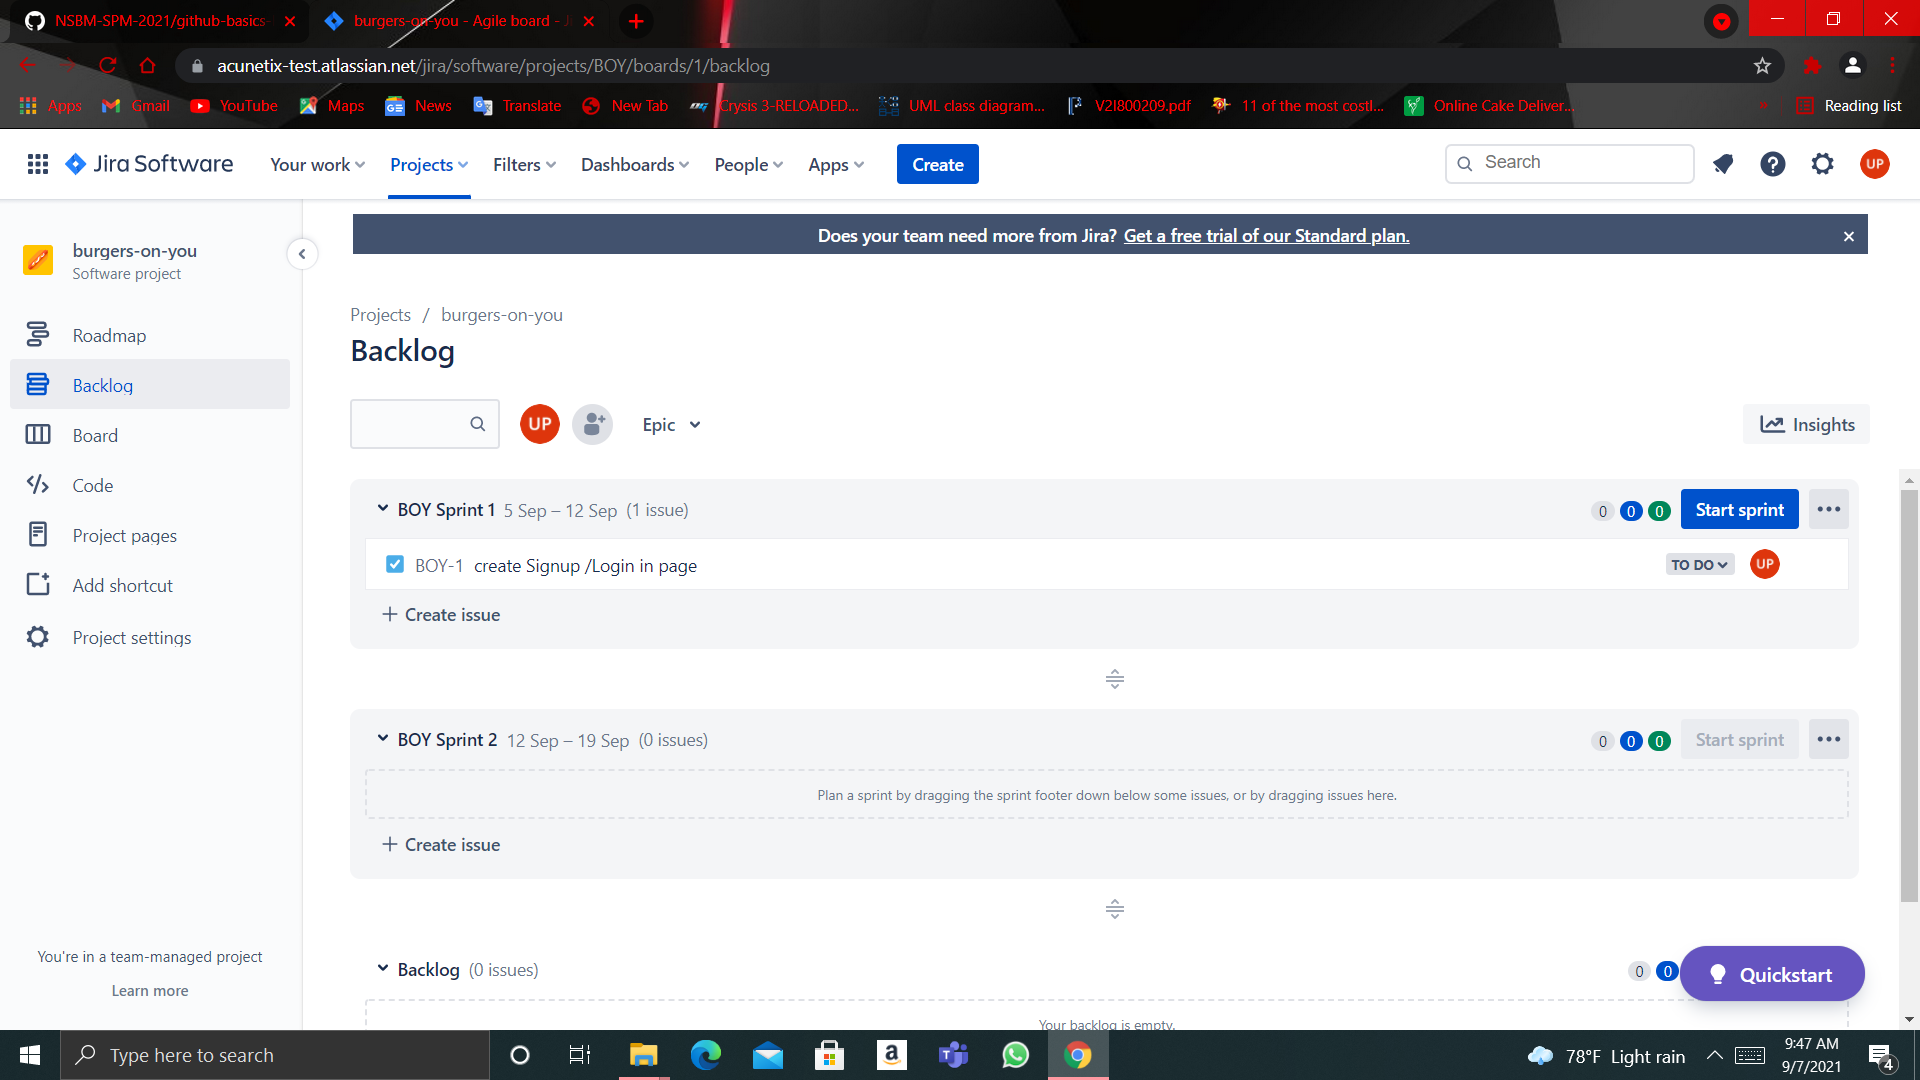 NSBM-SPM-2021/github-basics-
burgers-on-you - Agile board - Ji
acunetix-test.atlassian.net/jira/software/projects/BOY/boards/1/backlog
Apps
Gmail
YouTube
Maps
News
Translate
New Tab
Crysis 3-RELOADED...
UML class diagram...
V2I800209.pdf
11 of the most costl...
Online Cake Deliver...
»
Reading list
Jira Software
Your work
Projects
Filters
Dashboards
People
Apps
Create
Search
UP
burgers-on-you
Software project
Roadmap
Backlog
Board
Code
Project pages
Add shortcut
Project settings
You're in a team-managed project
Learn more
Does your team need more from Jira? Get a free trial of our Standard plan.
Projects / burgers-on-you
Backlog
UP
Epic
Insights
BOY Sprint 1 5 Sep – 12 Sep (1 issue)
0 0 0 Start sprint
BOY-1 create Signup /Login in page
TO DO UP
+ Create issue
BOY Sprint 2 12 Sep – 19 Sep (0 issues)
0 0 0 Start sprint
Plan a sprint by dragging the sprint footer down below some issues, or by dragging issues here.
+ Create issue
Backlog (0 issues)
0 0
Quickstart
Your backlog is empty.
Type here to search
78°F Light rain
9:47 AM
9/7/2021
4